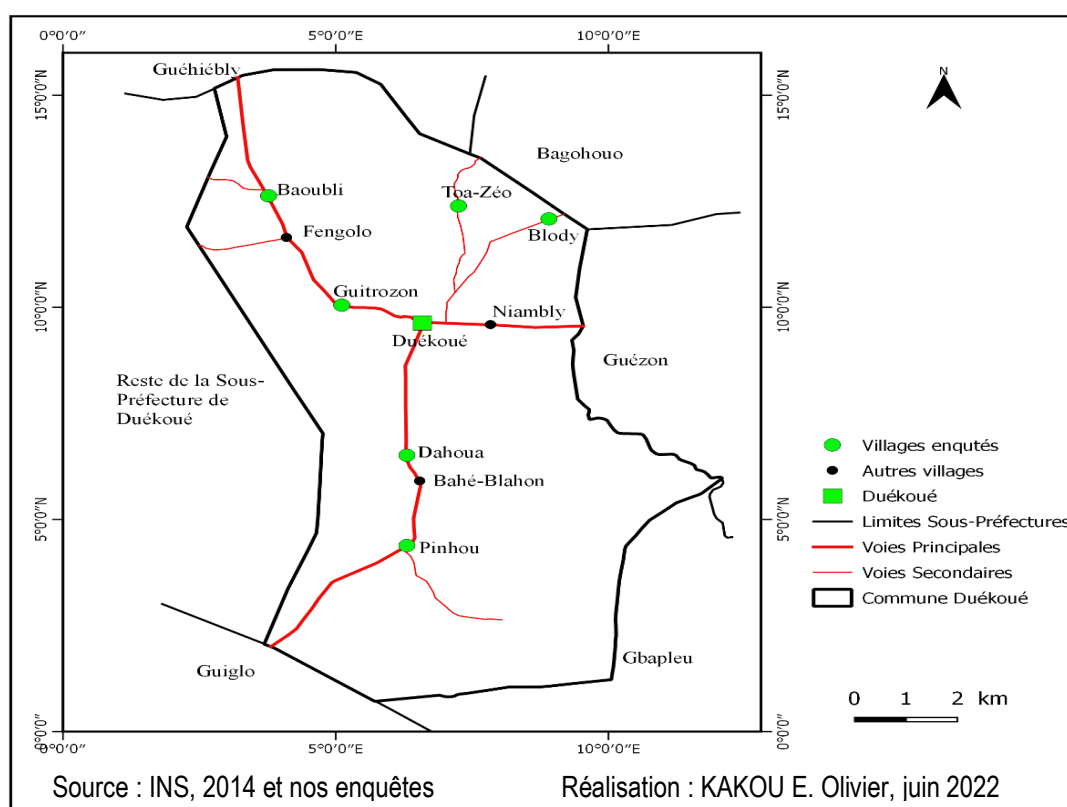 0°0'0"
5°0'0"N
10°0'0"N
Guéhiébly
N
15°0'0"N
15°0'0"N
Bagohouo
Baoubli
Toa-Zéo
Fengolo
Blody
Guitrozon
Niambly
10°0'0"N
10°0'0"N
Duékoué
Guézon
Reste de la Sous-
Préfecture de
Duékoué
Dahoua
Bahé-Blahon
Villages enqutés
Autres villages
Duékoué
Limites Sous-Préfectures
Voies Principales
Voies Secondaires
Commune Duékoué
5°0'0"N
5°0'0"N
Pinhou
Guiglo
Gbapleu
0 1 2 km
0°0'0"
0°0'0"
0°0'0"
5°0'0"N
10°0'0"N
Source : INS, 2014 et nos enquêtes
Réalisation : KAKOU E. Olivier, juin 2022